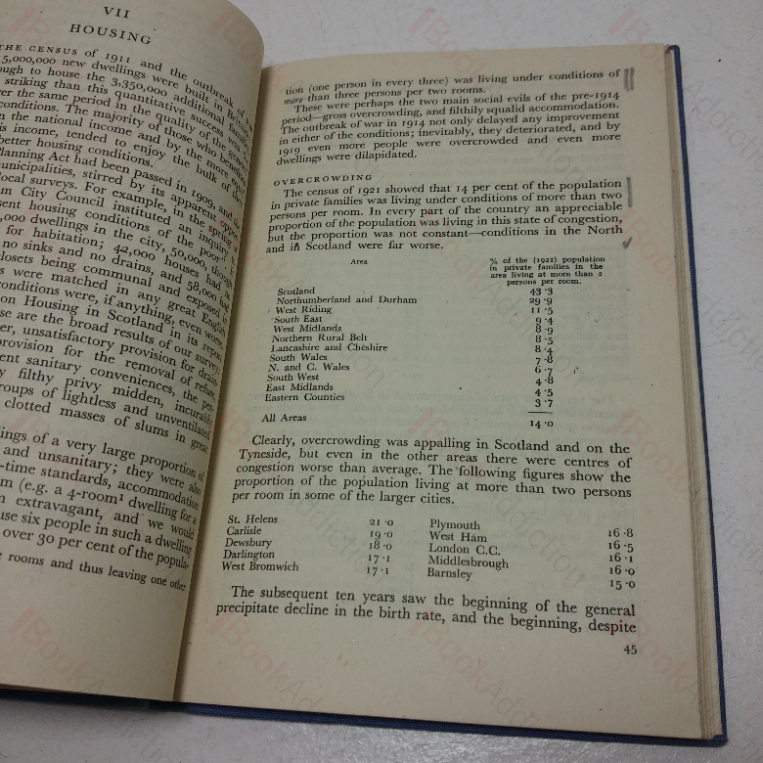 VII
HOUSING
THE CENSUS of 1911 and the outbreak of
5,000,000 new dwellings were built in
to house the 3,350,000 additional
striking than this quantitative success was
over the same period in the quality of the
conditions. The majority of those who
in the national income and by the more
income, tended to enjoy the bulk of the
better housing conditions.
Planning Act had been passed in 1909, and
municipalities, stirred by its apparent
local surveys. For example, in the spring
City Council instituted an inquiry
housing conditions of the poor".
,000 dwellings in the city, 50,000, though
for habitation; 42,000 houses had
no sinks and no drains, and 58,000 had
closets being communal and exposed
were matched in any great English
conditions were, if anything, even worse
on Housing in Scotland in its report
are the broad results of our survey:
unsatisfactory provision for
provision for the removal of refuse,
sanitary conveniences, the
filthy privy midden, incurably
groups of lightless and unventilated
clotted masses of slums in great
of a very large proportion of
and unsanitary; they were also
-time standards, accommodation
(e.g. a 4-room¹ dwelling for a
extravagant, and we would
six people in such a dwelling
over 30 per cent of the popula-
rooms and thus leaving one other
tion (one person in every three) was living under conditions of
more than three persons per two rooms.
These were perhaps the two main social evils of the pre-1914
period—gross overcrowding, and filthily squalid accommodation.
The outbreak of war in 1914 not only delayed any improvement
in either of the conditions; inevitably, they deteriorated, and by
1919 even more people were overcrowded and even more
dwellings were dilapidated.
OVERCROWDING
The census of 1921 showed that 14 per cent of the population
in private families was living under conditions of more than two
persons per room. In every part of the country an appreciable
proportion of the population was living in this state of congestion,
but the proportion was not constant—conditions in the North
and in Scotland were far worse.
Area % of the (1922) population
in private families in the
area living at more than 2
persons per room.
Scotland 43·3
Northumberland and Durham 29·9
West Riding 11·5
South East 9·4
West Midlands 8·9
Northern Rural Belt 8·5
Lancashire and Cheshire 8·4
South Wales 7·8
N. and C. Wales 6·7
South West 4·8
East Midlands 4·5
Eastern Counties 3·7
All Areas 14·0
Clearly, overcrowding was appalling in Scotland and on the
Tyneside, but even in the other areas there were centres of
congestion worse than average. The following figures show the
proportion of the population living at more than two persons
per room in some of the larger cities.
St. Helens 21·0 Plymouth 16·8
Carlisle 19·0 West Ham 16·5
Dewsbury 18·0 London C.C. 16·1
Darlington 17·1 Middlesbrough 16·0
West Bromwich 17·1 Barnsley 15·0
The subsequent ten years saw the beginning of the general
precipitate decline in the birth rate, and the beginning, despite
45